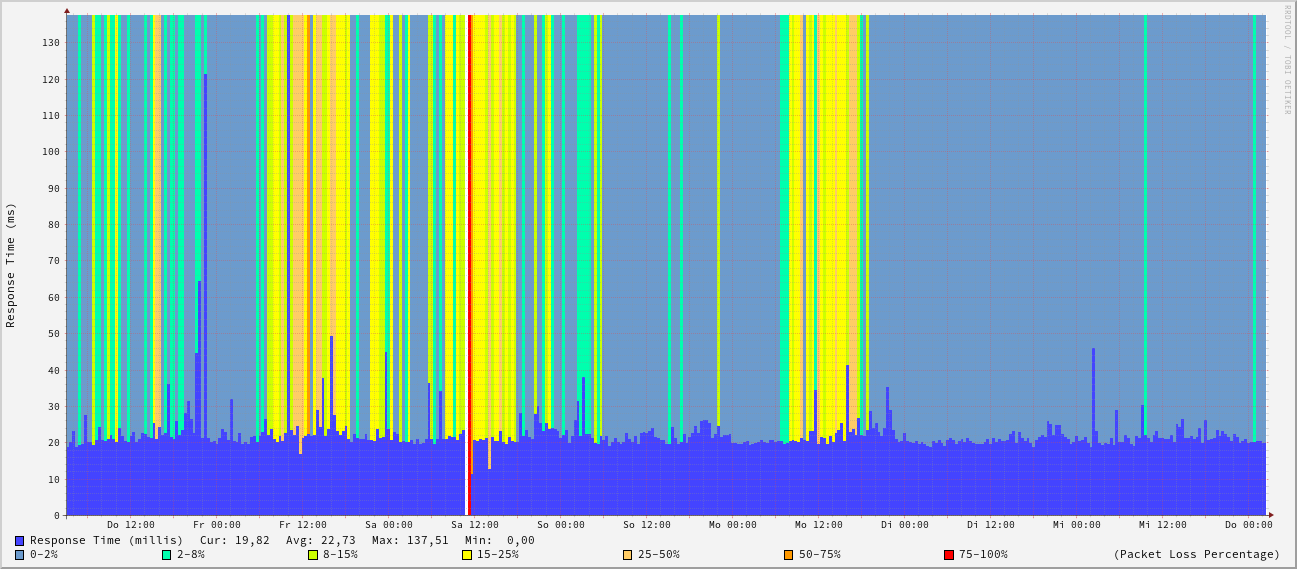 RRDTOOL / TOBI OETIKER
Response Time (ms)
130
120
110
100
90
80
70
60
50
40
30
20
10
0
Do 12:00 Fr 00:00 Fr 12:00 Sa 00:00 Sa 12:00 So 00:00 So 12:00 Mo 00:00 Mo 12:00 Di 00:00 Di 12:00 Mi 00:00 Mi 12:00 Do 00:00
Response Time (millis) Cur: 19,82 Avg: 22,73 Max: 137,51 Min: 0,00
0-2% 2-8% 8-15% 15-25% 25-50% 50-75% 75-100% (Packet Loss Percentage)